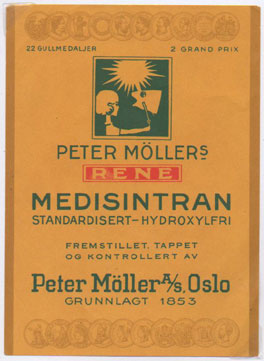 22 GULLMEDALJER 2 GRAND PRIX
PETER MÖLLERS
RENE
MEDISINTRAN
STANDARDISERT-HYDROXYLFRI
FREMSTILLET, TAPPET
OG KONTROLLERT AV
Peter Möller A/S, Oslo
GRUNNLAGT 1853